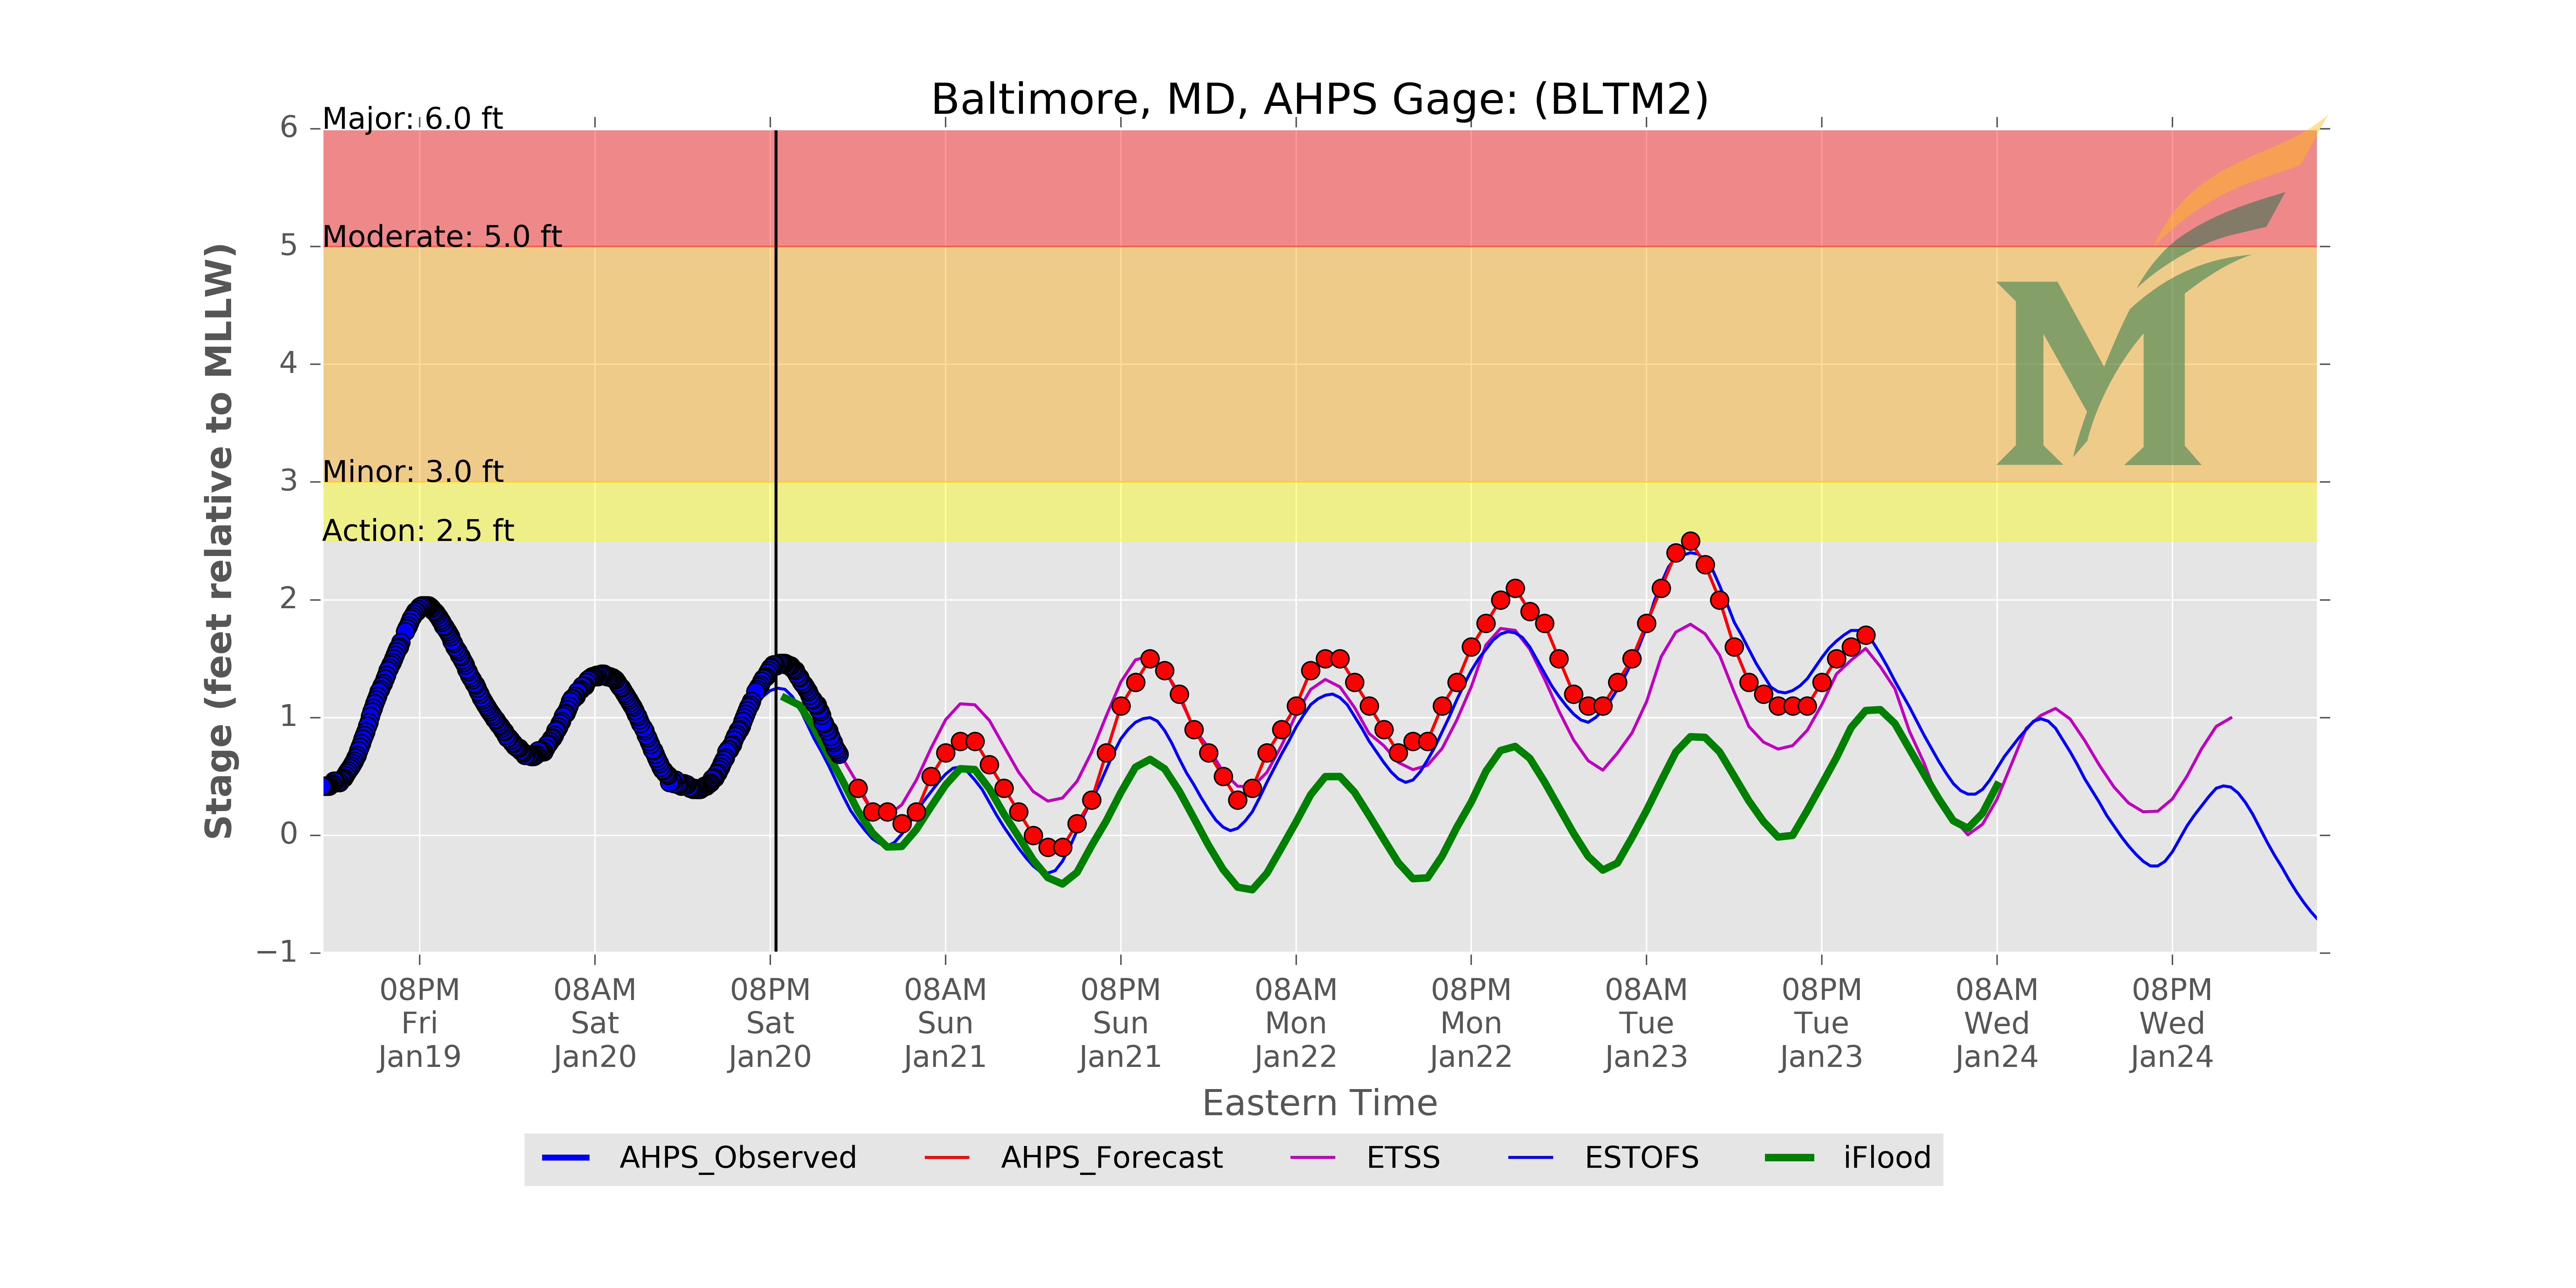 Baltimore, MD, AHPS Gage: (BLTM2)
Major: 6.0 ft
Moderate: 5.0 ft
Minor: 3.0 ft
Action: 2.5 ft
6
5
4
3
2
1
0
−1
Stage (feet relative to MLLW)
08PM Fri Jan19
08AM Sat Jan20
08PM Sat Jan20
08AM Sun Jan21
08PM Sun Jan21
08AM Mon Jan22
08PM Mon Jan22
08AM Tue Jan23
08PM Tue Jan23
08AM Wed Jan24
08PM Wed Jan24
Eastern Time
AHPS_Observed AHPS_Forecast ETSS ESTOFS iFlood
M